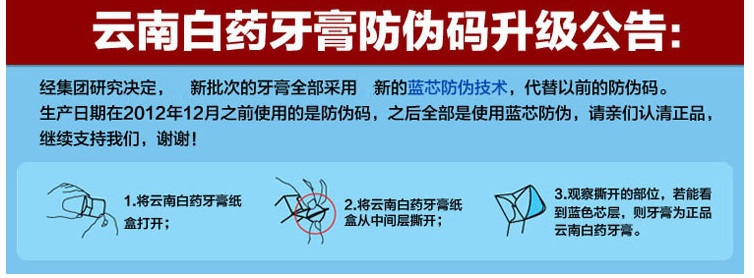 云南白药牙膏防伪码升级公告:
经集团研究决定， 新批次的牙膏全部采用 新的蓝芯防伪技术，代替以前的防伪码。
生产日期在2012年12月之前使用的是防伪码，之后全部是使用蓝芯防伪，请亲们认清正品，
继续支持我们，谢谢！
1.将云南白药牙膏纸
盒打开；
2.将云南白药牙膏纸
盒从中间层撕开；
3.观察撕开的部位，若能看
到蓝色芯层，则牙膏为正品
云南白药牙膏。